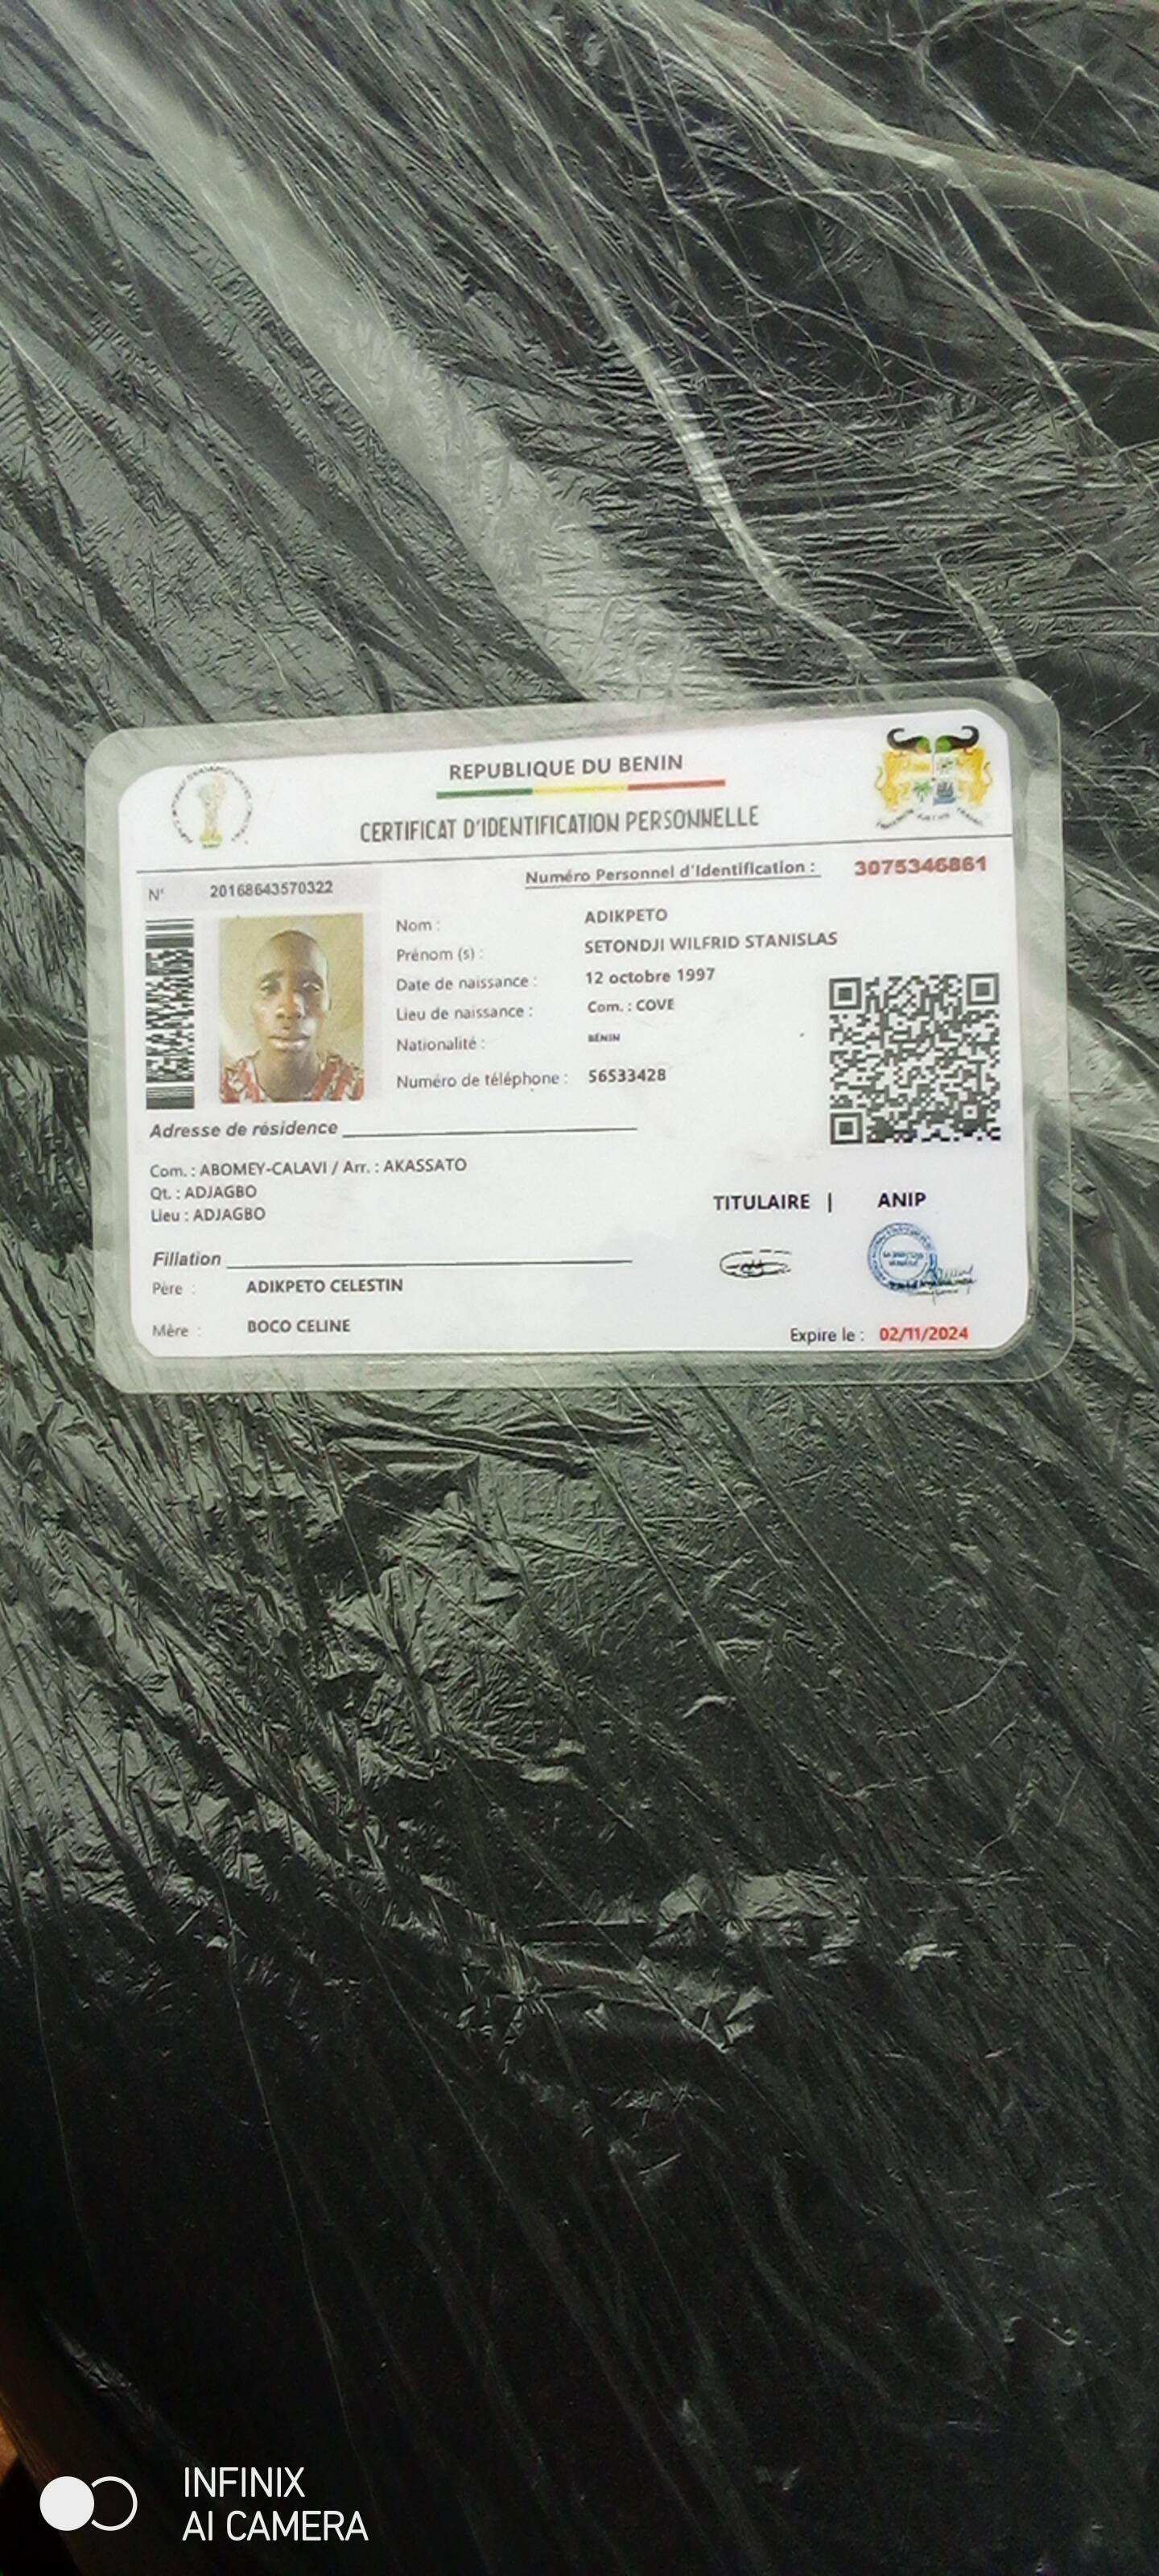 REPUBLIQUE DU BENIN
CERTIFICAT D'IDENTIFICATION PERSONNELLE
Numéro Personnel d'Identification : 3075346861
N° 20168643570322
Nom : ADIKPETO
Prénom (s) : SETONDJI WILFRID STANISLAS
Date de naissance : 12 octobre 1997
Lieu de naissance : Com. : COVE
Nationalité : BENIN
Numéro de téléphone : 56533428
Adresse de résidence
Com. : ABOMEY-CALAVI / Arr. : AKASSATO
Qt. : ADJAGBO
Lieu : ADJAGBO
TITULAIRE | ANIP
Fillation
Père : ADIKPETO CELESTIN
Mère : BOCO CELINE
Expire le : 02/11/2024
INFINIX
AI CAMERA